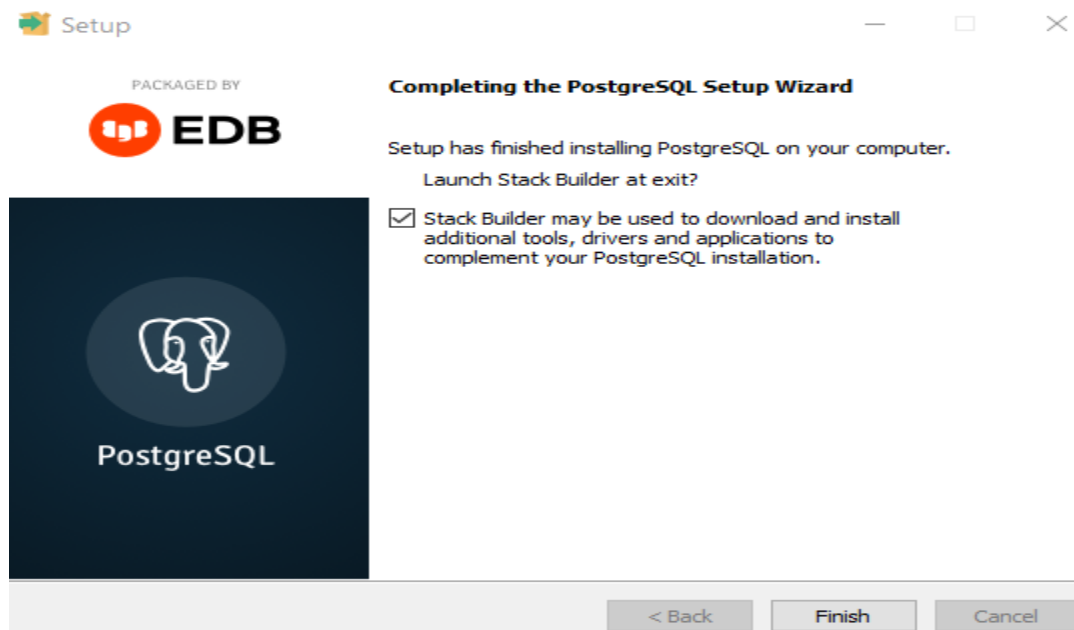 Setup
PACKAGED BY
EDB
Completing the PostgreSQL Setup Wizard
Setup has finished installing PostgreSQL on your computer.
Launch Stack Builder at exit?
Stack Builder may be used to download and install
additional tools, drivers and applications to
complement your PostgreSQL installation.
PostgreSQL
< Back
Finish
Cancel